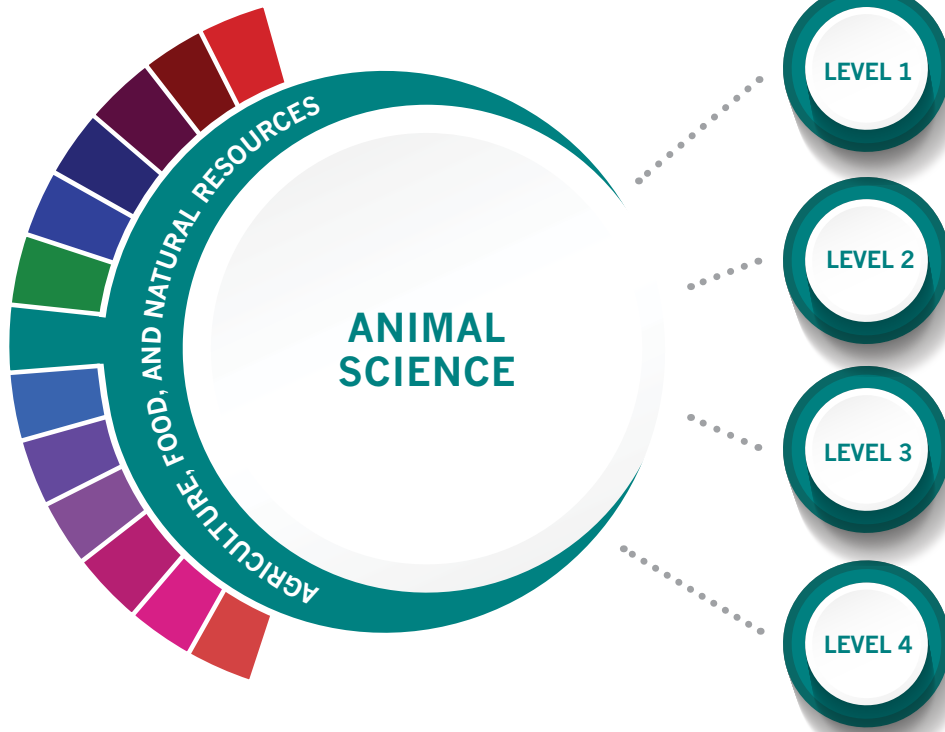 AGRICULTURE, FOOD, AND NATURAL RESOURCES
ANIMAL
SCIENCE
LEVEL 1
LEVEL 2
LEVEL 3
LEVEL 4